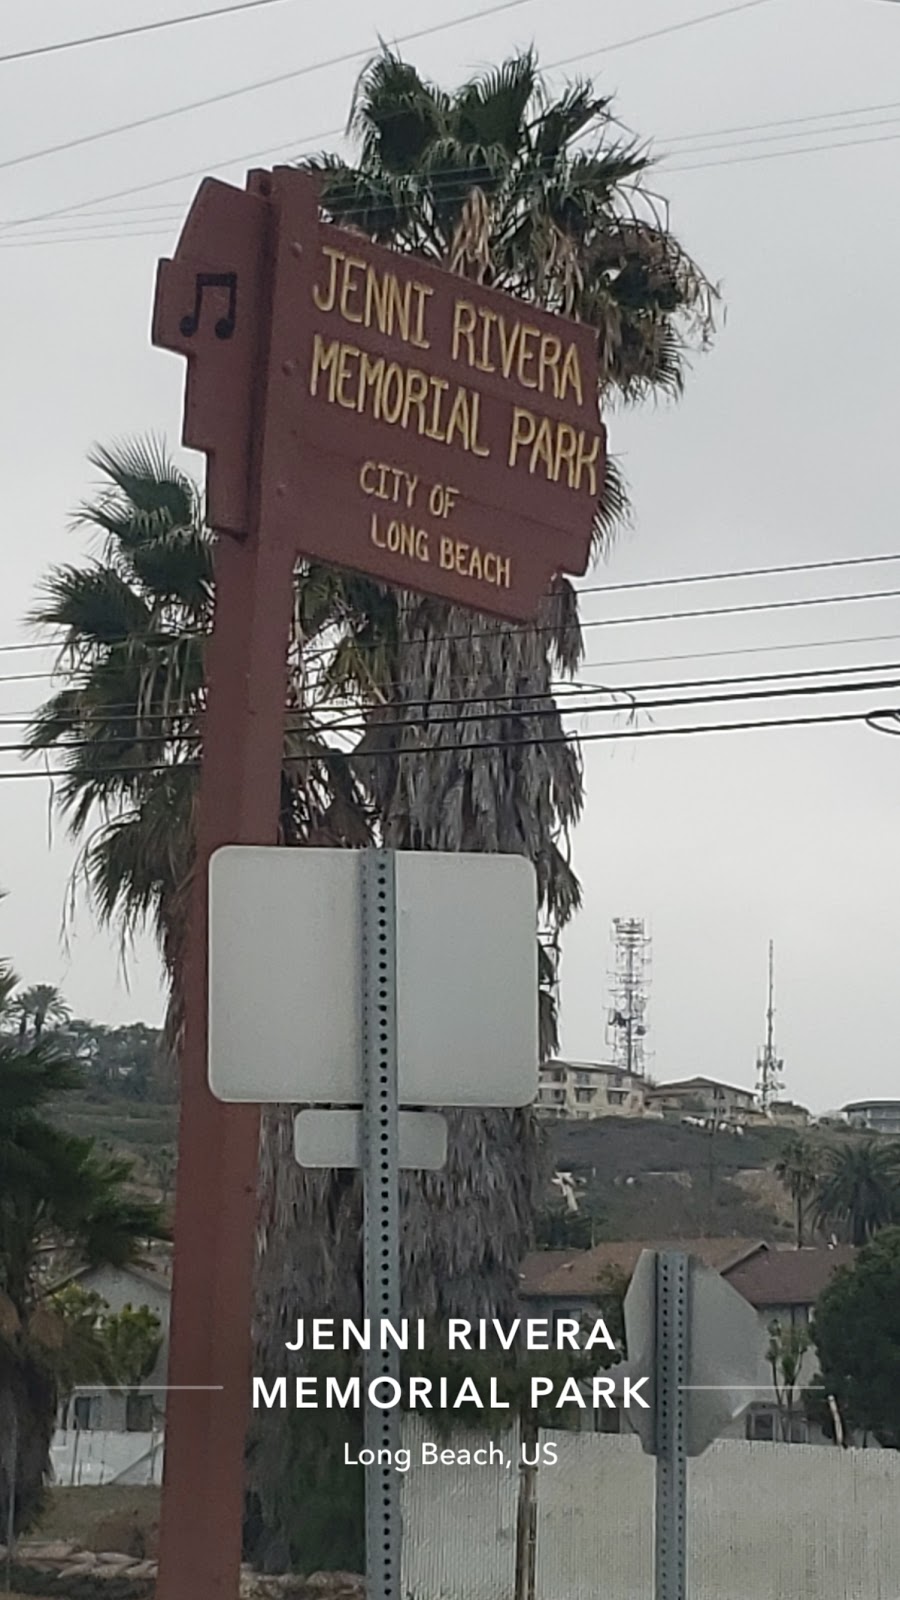 JENNI RIVERA
MEMORIAL PARK
CITY OF
LONG BEACH
JENNI RIVERA
MEMORIAL PARK
Long Beach, US